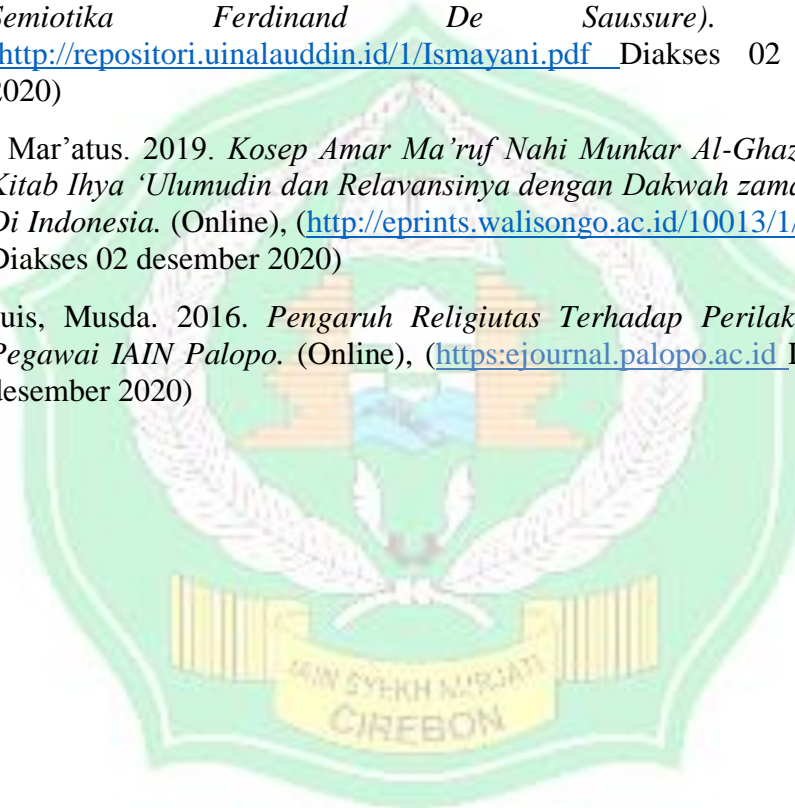 Semiotika Ferdinand De Saussure).
http://repositori.uinalauddin.id/1/Ismayani.pdf Diakses 02
2020)
Mar’atus. 2019. Kosep Amar Ma’ruf Nahi Munkar Al-Ghaz
Kitab Ihya ‘Ulumudin dan Relavansinya dengan Dakwah zama
Di Indonesia. (Online), (http://eprints.walisongo.ac.id/10013/1/
Diakses 02 desember 2020)
uis, Musda. 2016. Pengaruh Religiutas Terhadap Perilak
Pegawai IAIN Palopo. (Online), (https:ejournal.palopo.ac.id
desember 2020)
IAIN SYEKH NURJATI
CIREBON